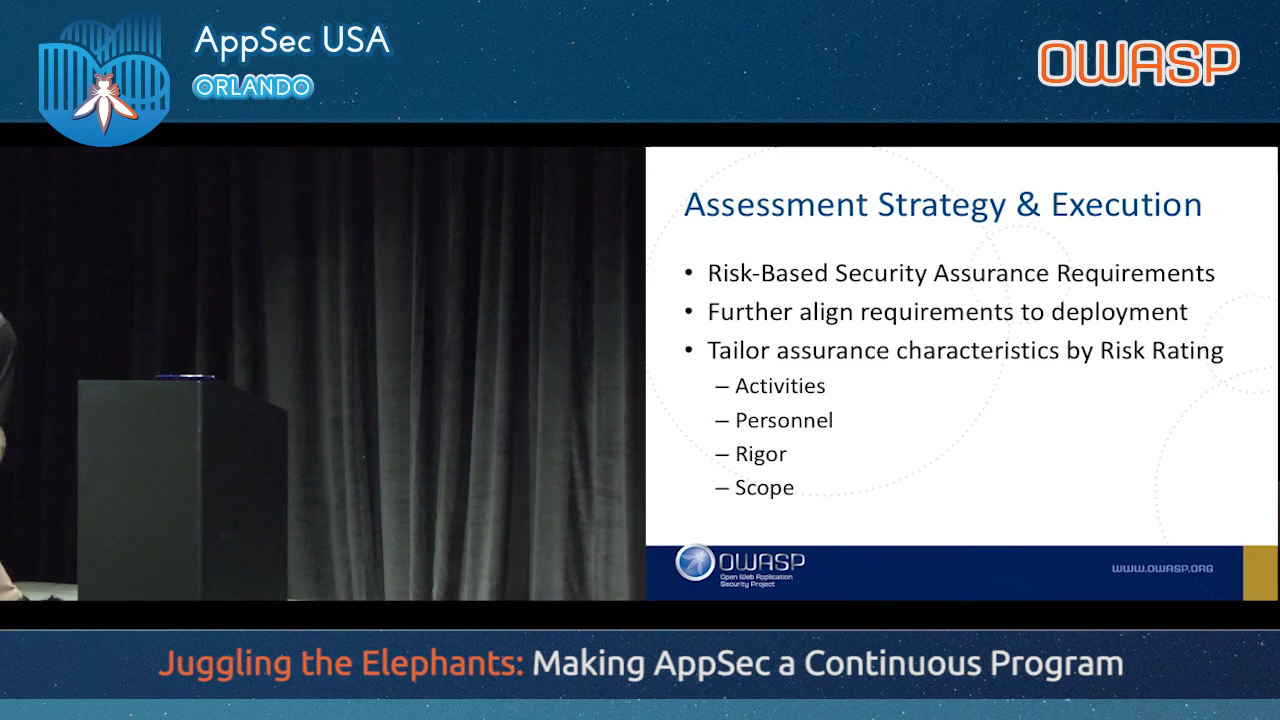 AppSec USA
ORLANDO
OWASP
Assessment Strategy & Execution
• Risk-Based Security Assurance Requirements
• Further align requirements to deployment
• Tailor assurance characteristics by Risk Rating
– Activities
– Personnel
– Rigor
– Scope
OWASP
Open Web Application
Security Project
WWW.OWASP.ORG
Juggling the Elephants: Making AppSec a Continuous Program